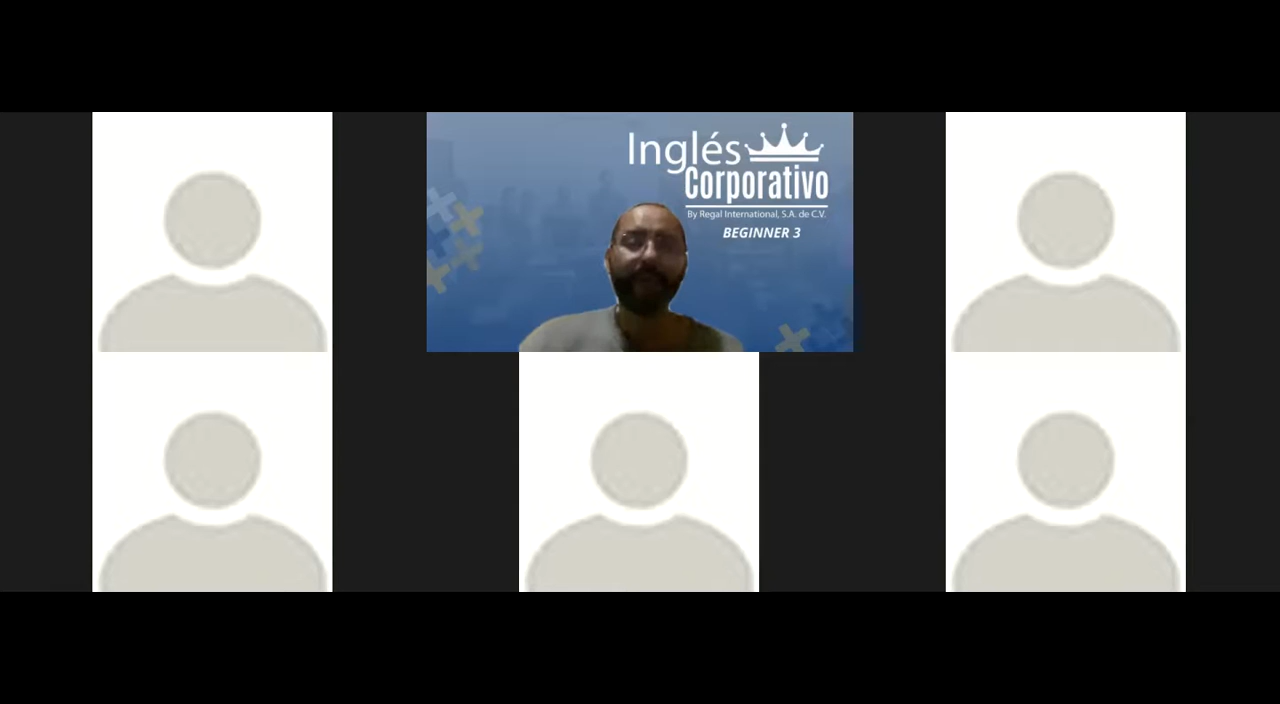 Inglés
Corporativo
By Regal International, S.A. de C.V.
BEGINNER 3